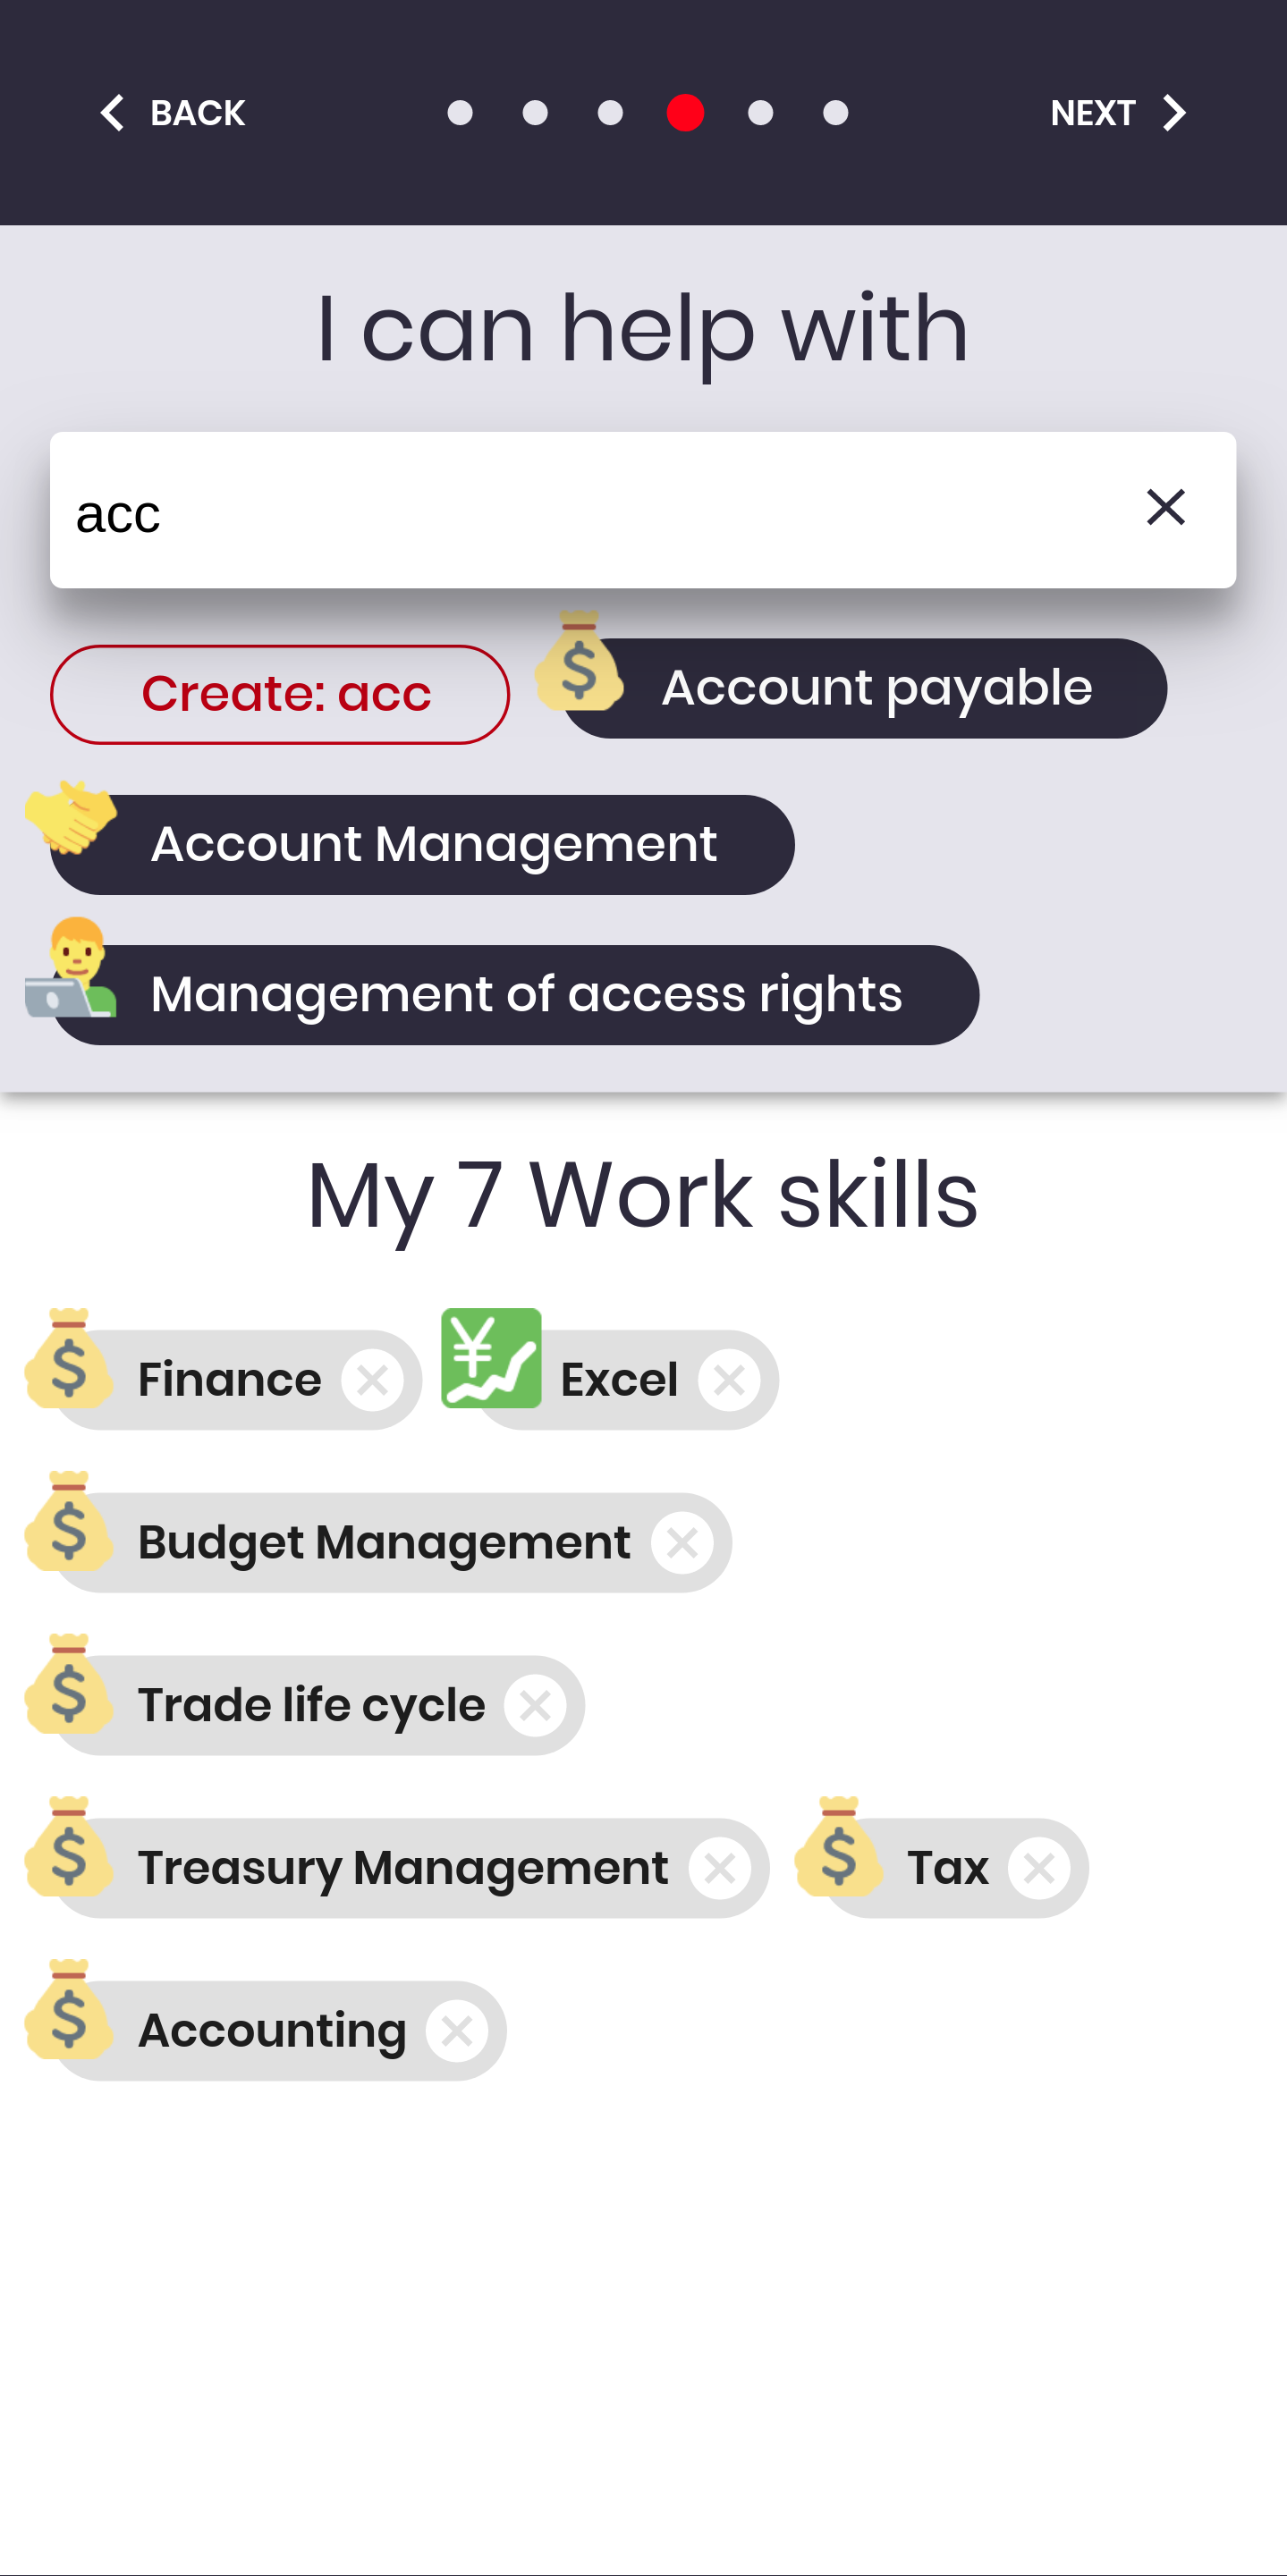 BACK NEXT
I can help with
acc
Create: acc Account payable
Account Management
Management of access rights
My 7 Work skills
Finance Excel
Budget Management
Trade life cycle
Treasury Management Tax
Accounting